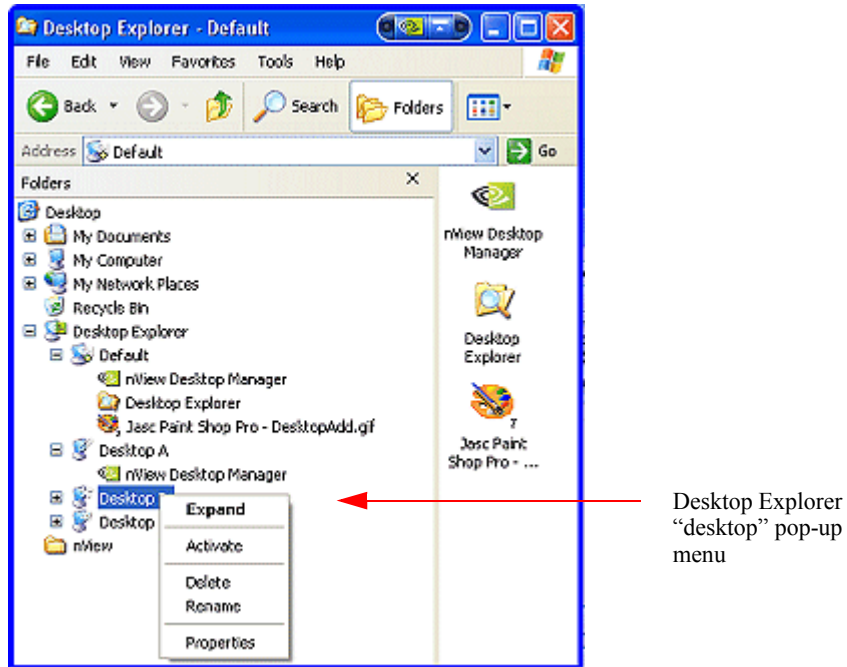 Desktop Explorer - Default
File Edit View Favorites Tools Help
Back Search Folders
Address Default Go
Folders
Desktop
My Documents
My Computer
My Network Places
Recycle Bin
Desktop Explorer
Default
nView Desktop Manager
Desktop Explorer
Jasc Paint Shop Pro - DesktopAdd.gif
Desktop A
nView Desktop Manager
Desktop
Desktop
nView
Expand
Activate
Delete
Rename
Properties
nView Desktop
Manager
Desktop
Explorer
Jasc Paint
Shop Pro - ...
Desktop Explorer
“desktop” pop-up
menu